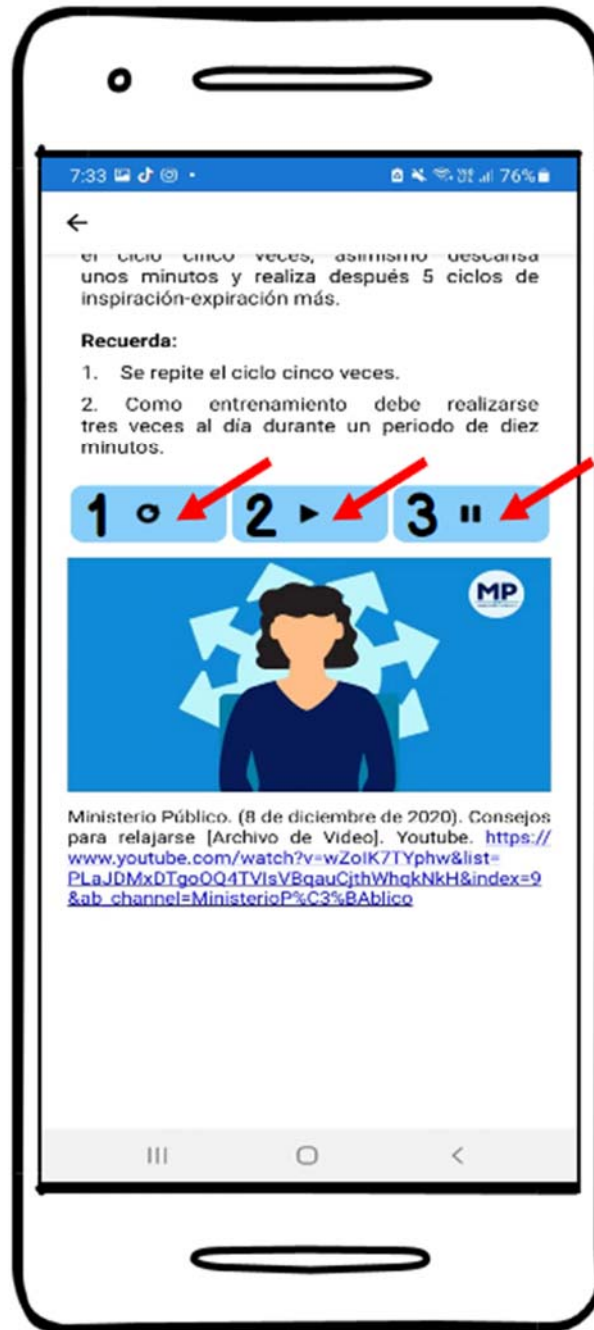 7:33 76%
el ciclo cinco veces, asimismo descansa
unos minutos y realiza después 5 ciclos de
inspiración-expiración más.
Recuerda:
1. Se repite el ciclo cinco veces.
2. Como entrenamiento debe realizarse
tres veces al día durante un periodo de diez
minutos.
1 2 3
MP
Ministerio Público. (8 de diciembre de 2020). Consejos
para relajarse [Archivo de Video]. Youtube. https://
www.youtube.com/watch?v=wZoIK7TYphw&list=
PLaJDMxDTgoOQ4TVIsVBqauCjthWhqkNkH&index=9
&ab_channel=MinisterioP%C3%BAblico